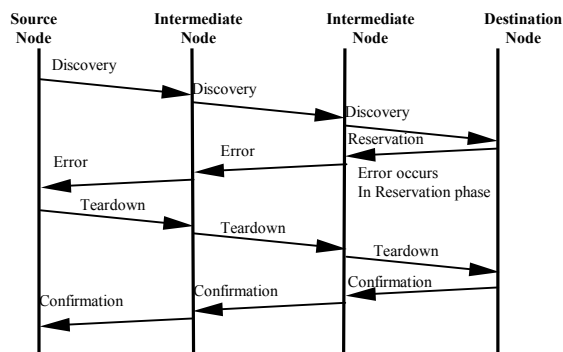 Source
Node
Intermediate
Node
Intermediate
Node
Destination
Node
Discovery
Discovery
Discovery
Reservation
Error
Error
Error occurs
In Reservation phase
Teardown
Teardown
Teardown
Confirmation
Confirmation
Confirmation